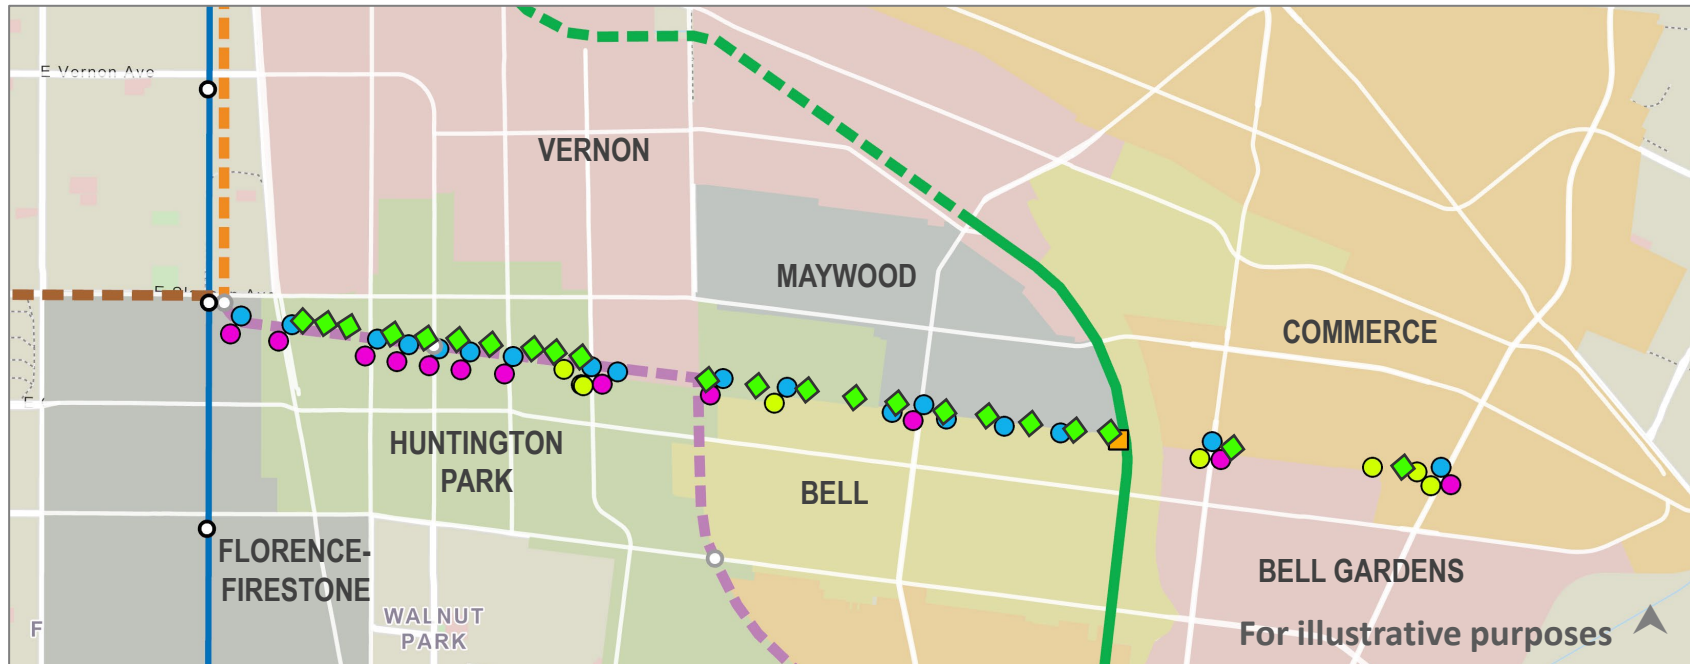 E Vernon Ave
VERNON
MAYWOOD
COMMERCE
HUNTINGTON
PARK
BELL
FLORENCE-
FIRESTONE
BELL GARDENS
WALNUT
PARK
F
For illustrative purposes